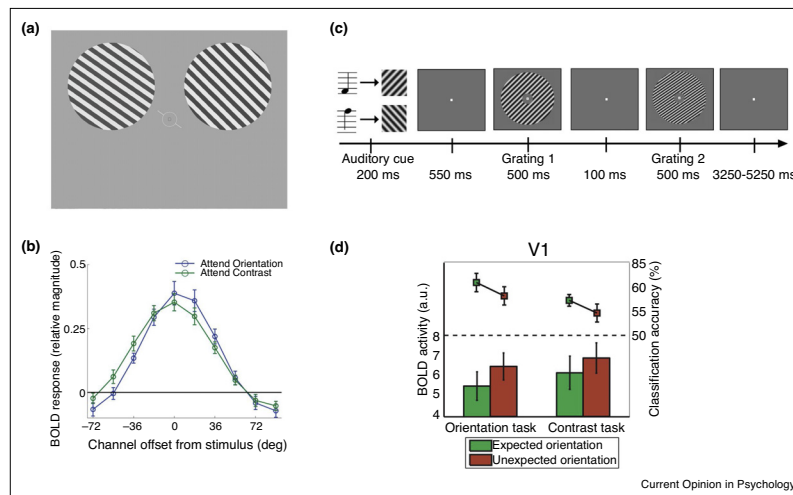 (a)
(b)
BOLD response (relative magnitude)
0.5
0.25
0
Attend Orientation
Attend Contrast
−72 −36 0 36 72
Channel offset from stimulus (deg)
(c)
Auditory cue
200 ms
550 ms
Grating 1
500 ms
100 ms
Grating 2
500 ms
3250-5250 ms
(d)
V1
BOLD activity (a.u.)
8
7
6
5
4
85
60
55
50
Classification accuracy (%)
Orientation task Contrast task
Expected orientation
Unexpected orientation
Current Opinion in Psychology